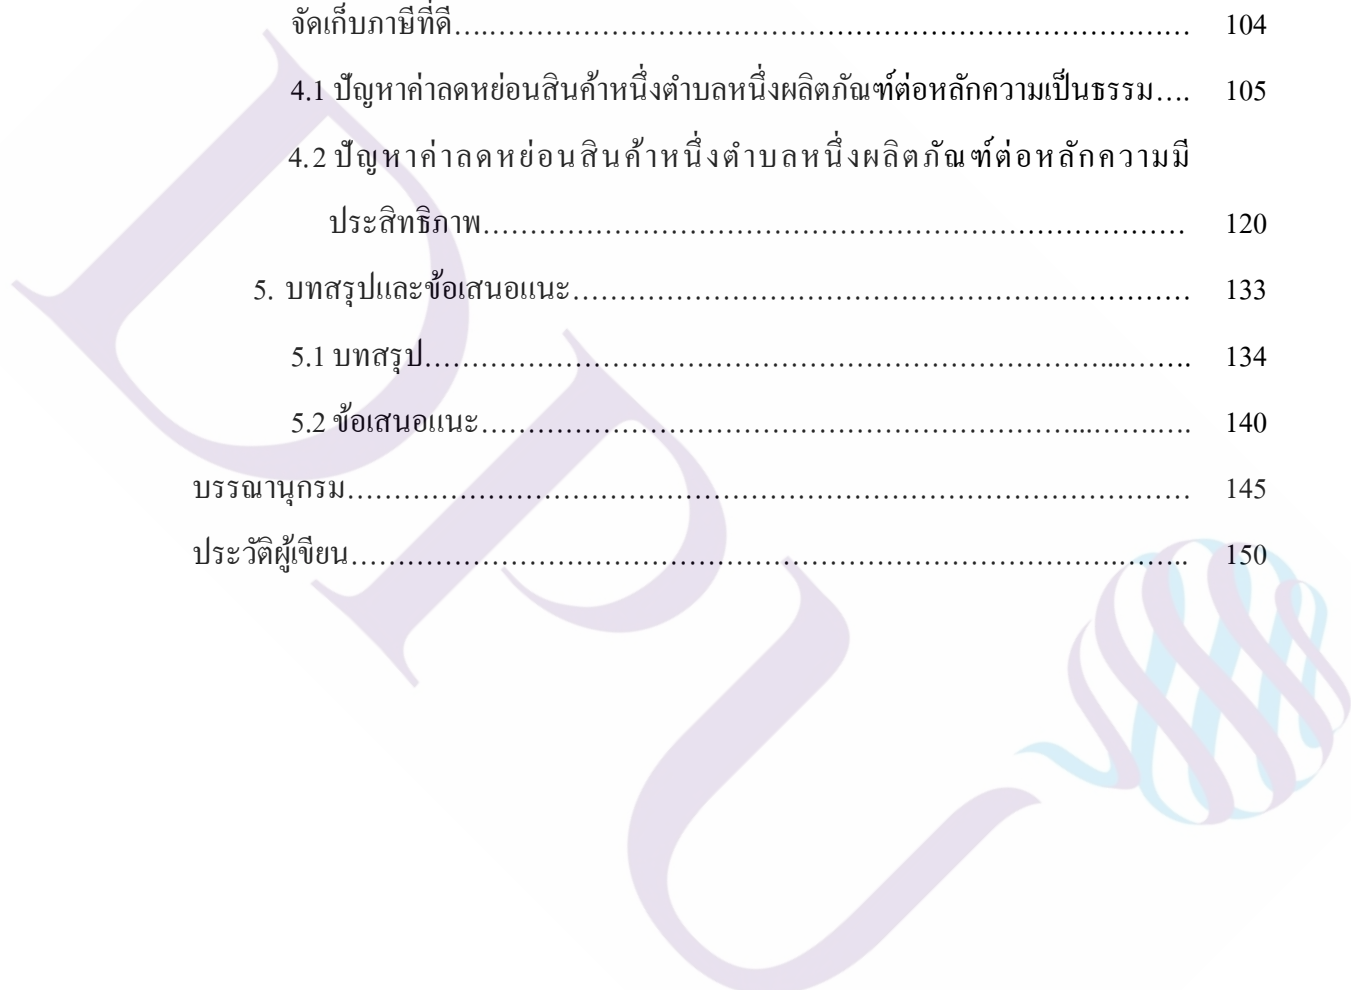 จัดเก็บภาษีที่ดี….……………………………………………………………………… 104
4.1 ปัญหาค่าลดหย่อนสินค้าหนึ่งตำบลหนึ่งผลิตภัณฑ์ต่อหลักความเป็นธรรม…. 105
4.2 ปัญหาค่าลดหย่อนสินค้าหนึ่งตำบลหนึ่งผลิตภัณฑ์ต่อหลักความมี
ประสิทธิภาพ…………………………………………………………………… 120
5. บทสรุปและข้อเสนอแนะ…………………………………………………………… 133
5.1 บทสรุป…………………………………………………………………....……. 134
5.2 ข้อเสนอแนะ……………………………………………………………...…….…. 140
บรรณานุกรม……………………………………………………………………………… 145
ประวัติผู้เขียน…………………………………………………………………….……... 150
DPU